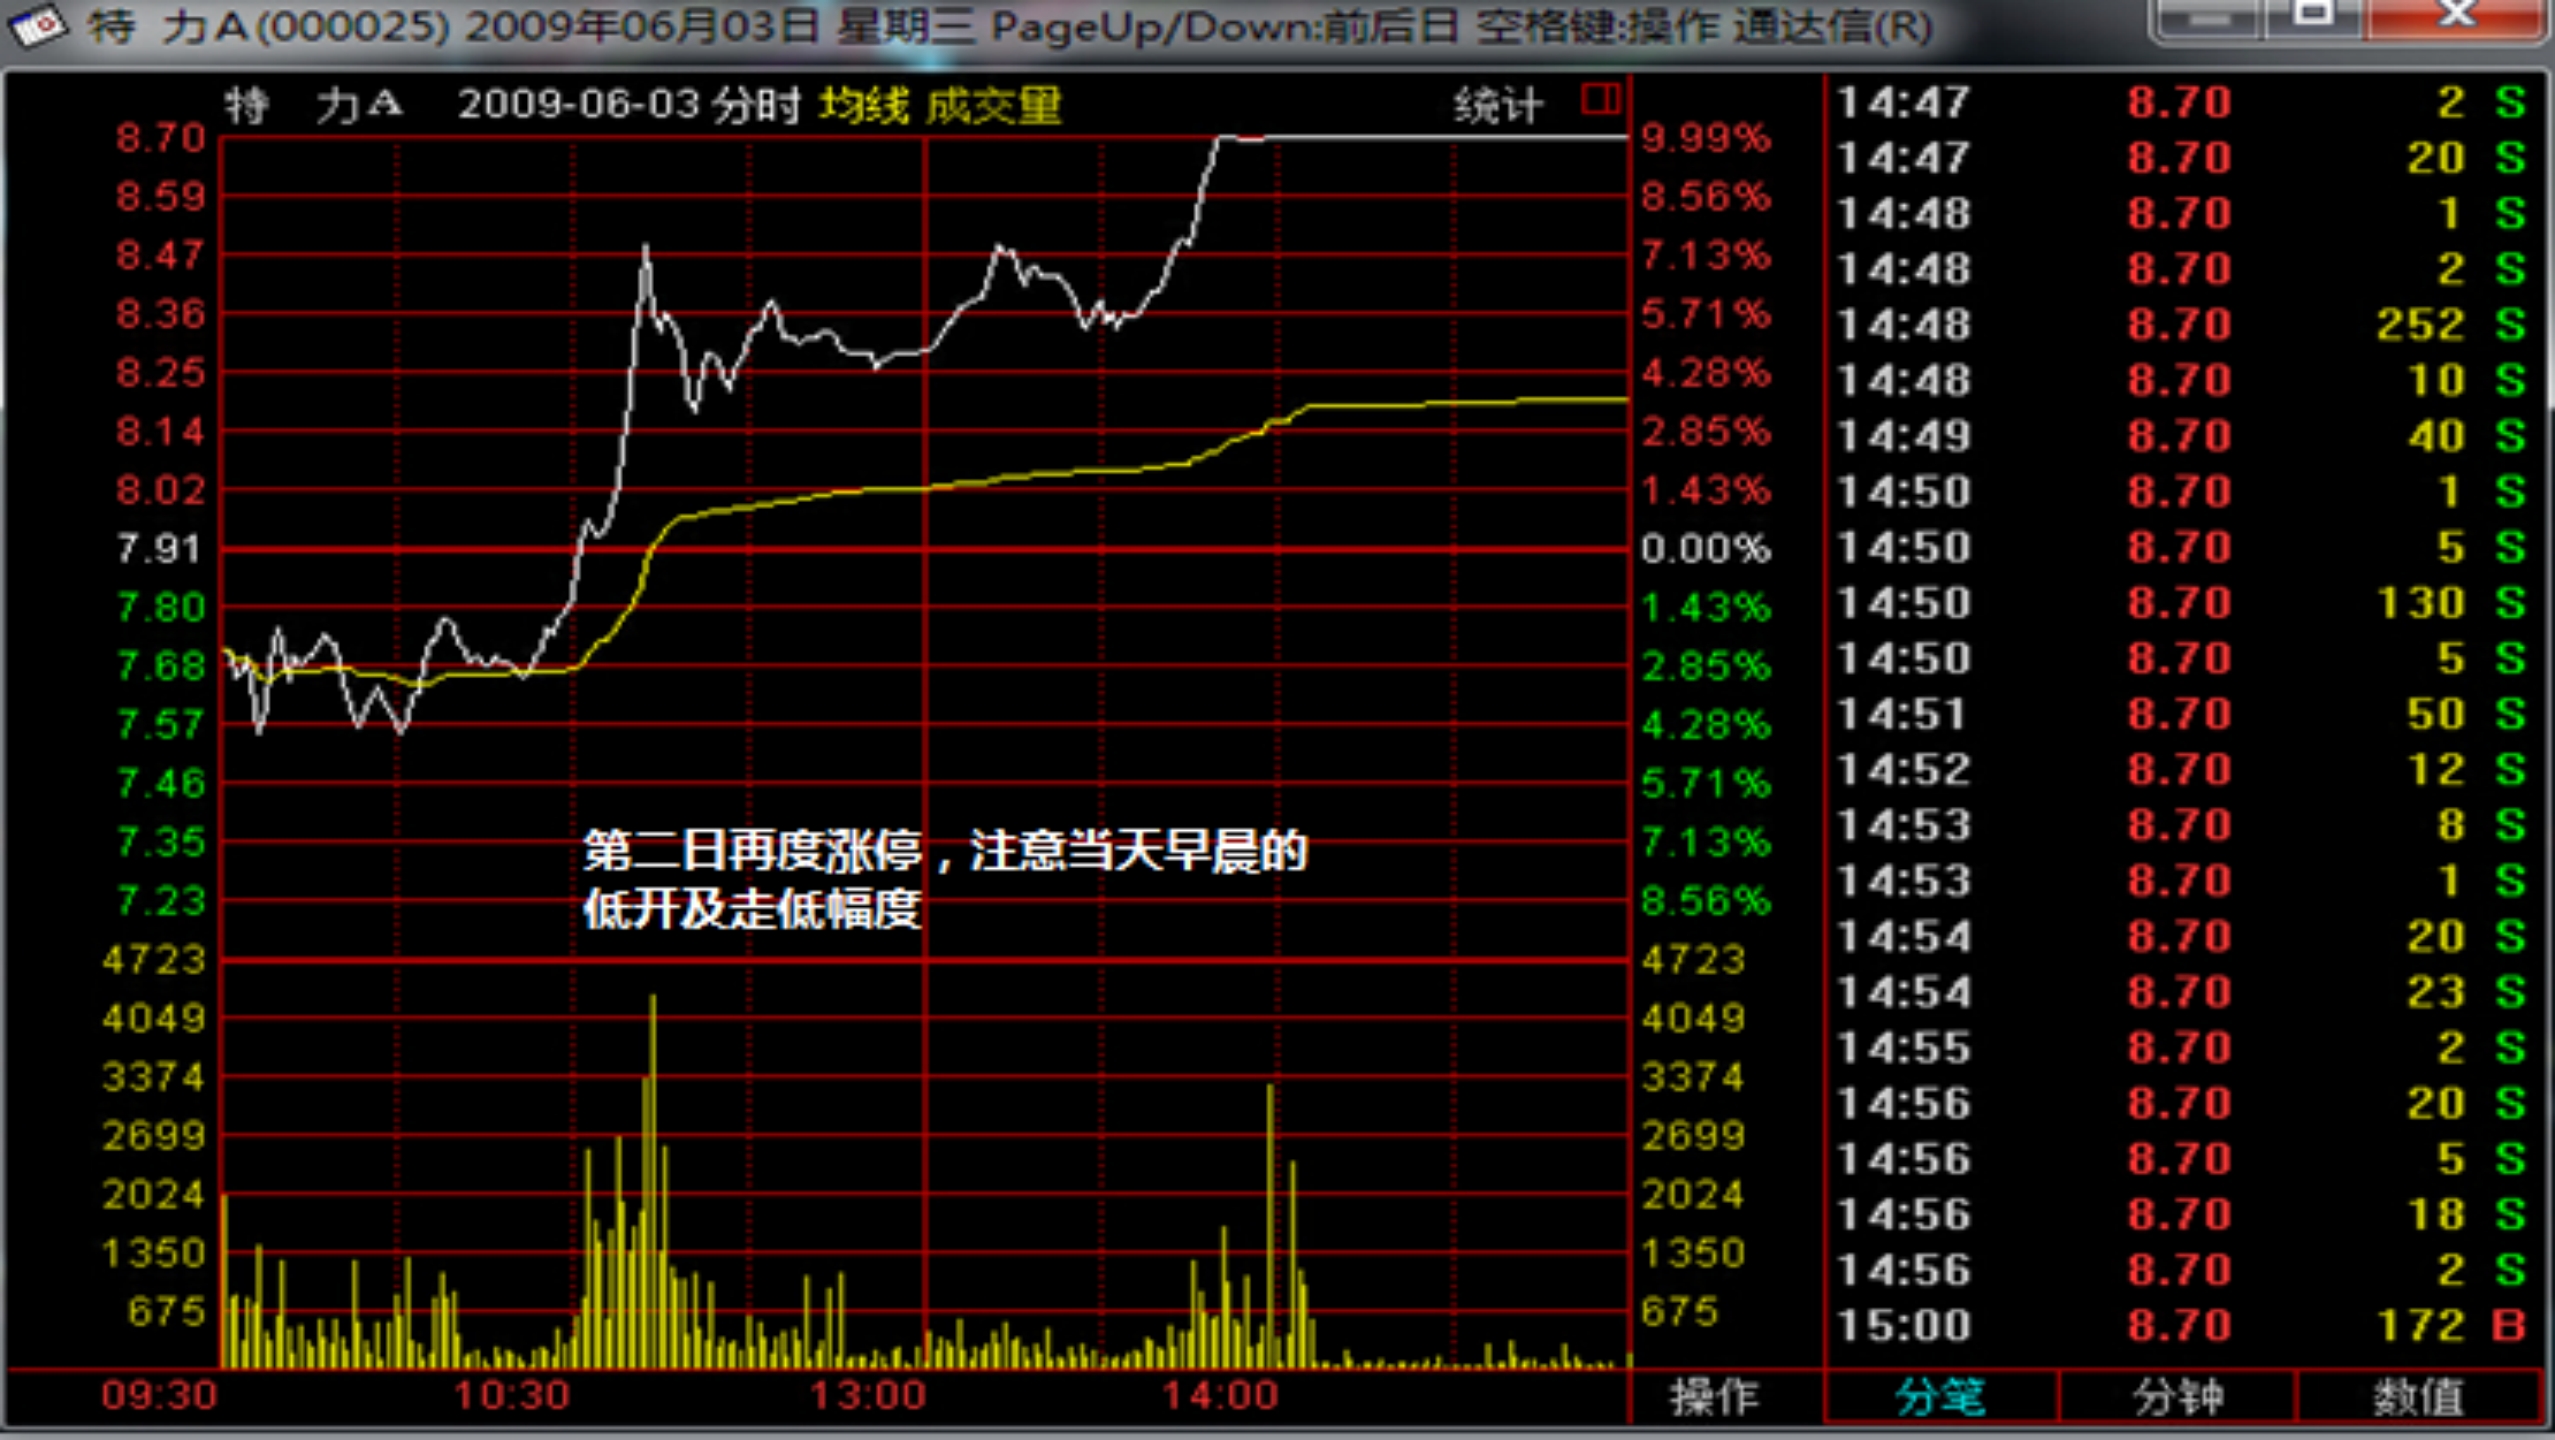 特 力A(000025) 2009年06月03日 星期三 PageUp/Down:前后日 空格键:操作 通达信(R)
特 力A 2009-06-03 分时 均线 成交量 统计
8.70 9.99%
8.59 8.56%
8.47 7.13%
8.36 5.71%
8.25 4.28%
8.14 2.85%
8.02 1.43%
7.91 0.00%
7.80 1.43%
7.68 2.85%
7.57 4.28%
7.46 5.71%
7.35 7.13%
7.23 8.56%
第二日再度涨停，注意当天早晨的
低开及走低幅度
4723 4723
4049 4049
3374 3374
2699 2699
2024 2024
1350 1350
675 675
09:30 10:30 13:00 14:00 操作
14:47 8.70 2 S
14:47 8.70 20 S
14:48 8.70 1 S
14:48 8.70 2 S
14:48 8.70 252 S
14:48 8.70 10 S
14:49 8.70 40 S
14:50 8.70 1 S
14:50 8.70 5 S
14:50 8.70 130 S
14:50 8.70 5 S
14:51 8.70 50 S
14:52 8.70 12 S
14:53 8.70 8 S
14:53 8.70 1 S
14:54 8.70 20 S
14:54 8.70 23 S
14:55 8.70 2 S
14:56 8.70 20 S
14:56 8.70 5 S
14:56 8.70 18 S
14:56 8.70 2 S
15:00 8.70 172 B
分笔 分钟 数值